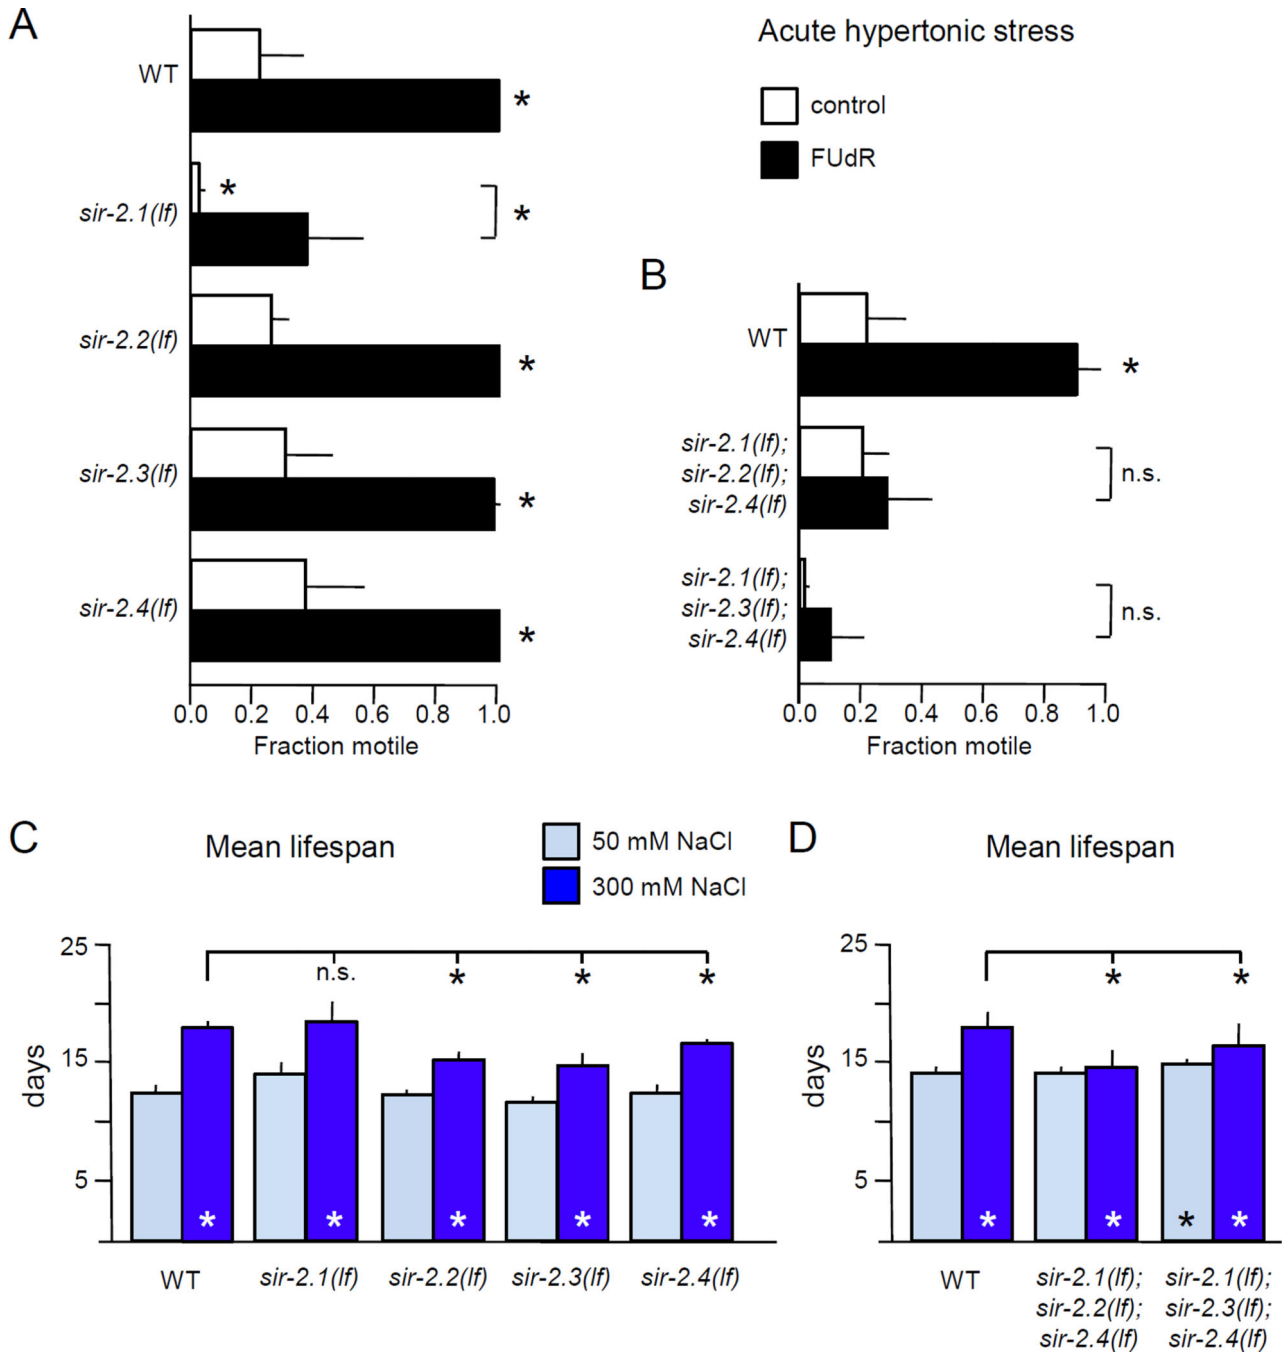 A
Acute hypertonic stress
control
FUdR
WT
*
sir-2.1(lf)
*
*
sir-2.2(lf)
*
sir-2.3(lf)
*
sir-2.4(lf)
*
0.0 0.2 0.4 0.6 0.8 1.0
Fraction motile
B
WT
*
sir-2.1(lf);
sir-2.2(lf);
sir-2.4(lf)
n.s.
sir-2.1(lf);
sir-2.3(lf);
sir-2.4(lf)
n.s.
0.0 0.2 0.4 0.6 0.8 1.0
Fraction motile
C
Mean lifespan
50 mM NaCl
300 mM NaCl
25
15
5
days
n.s. * * *
* * * * *
WT sir-2.1(lf) sir-2.2(lf) sir-2.3(lf) sir-2.4(lf)
D
Mean lifespan
25
15
5
days
* *
* * * *
WT
sir-2.1(lf);
sir-2.2(lf);
sir-2.4(lf)
sir-2.1(lf);
sir-2.3(lf);
sir-2.4(lf)